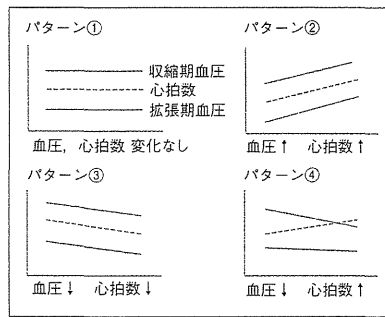 パターン①
収縮期血圧
心拍数
拡張期血圧
血圧，心拍数 変化なし
パターン②
血圧↑ 心拍数↑
パターン③
血圧↓ 心拍数↓
パターン④
血圧↓ 心拍数↑